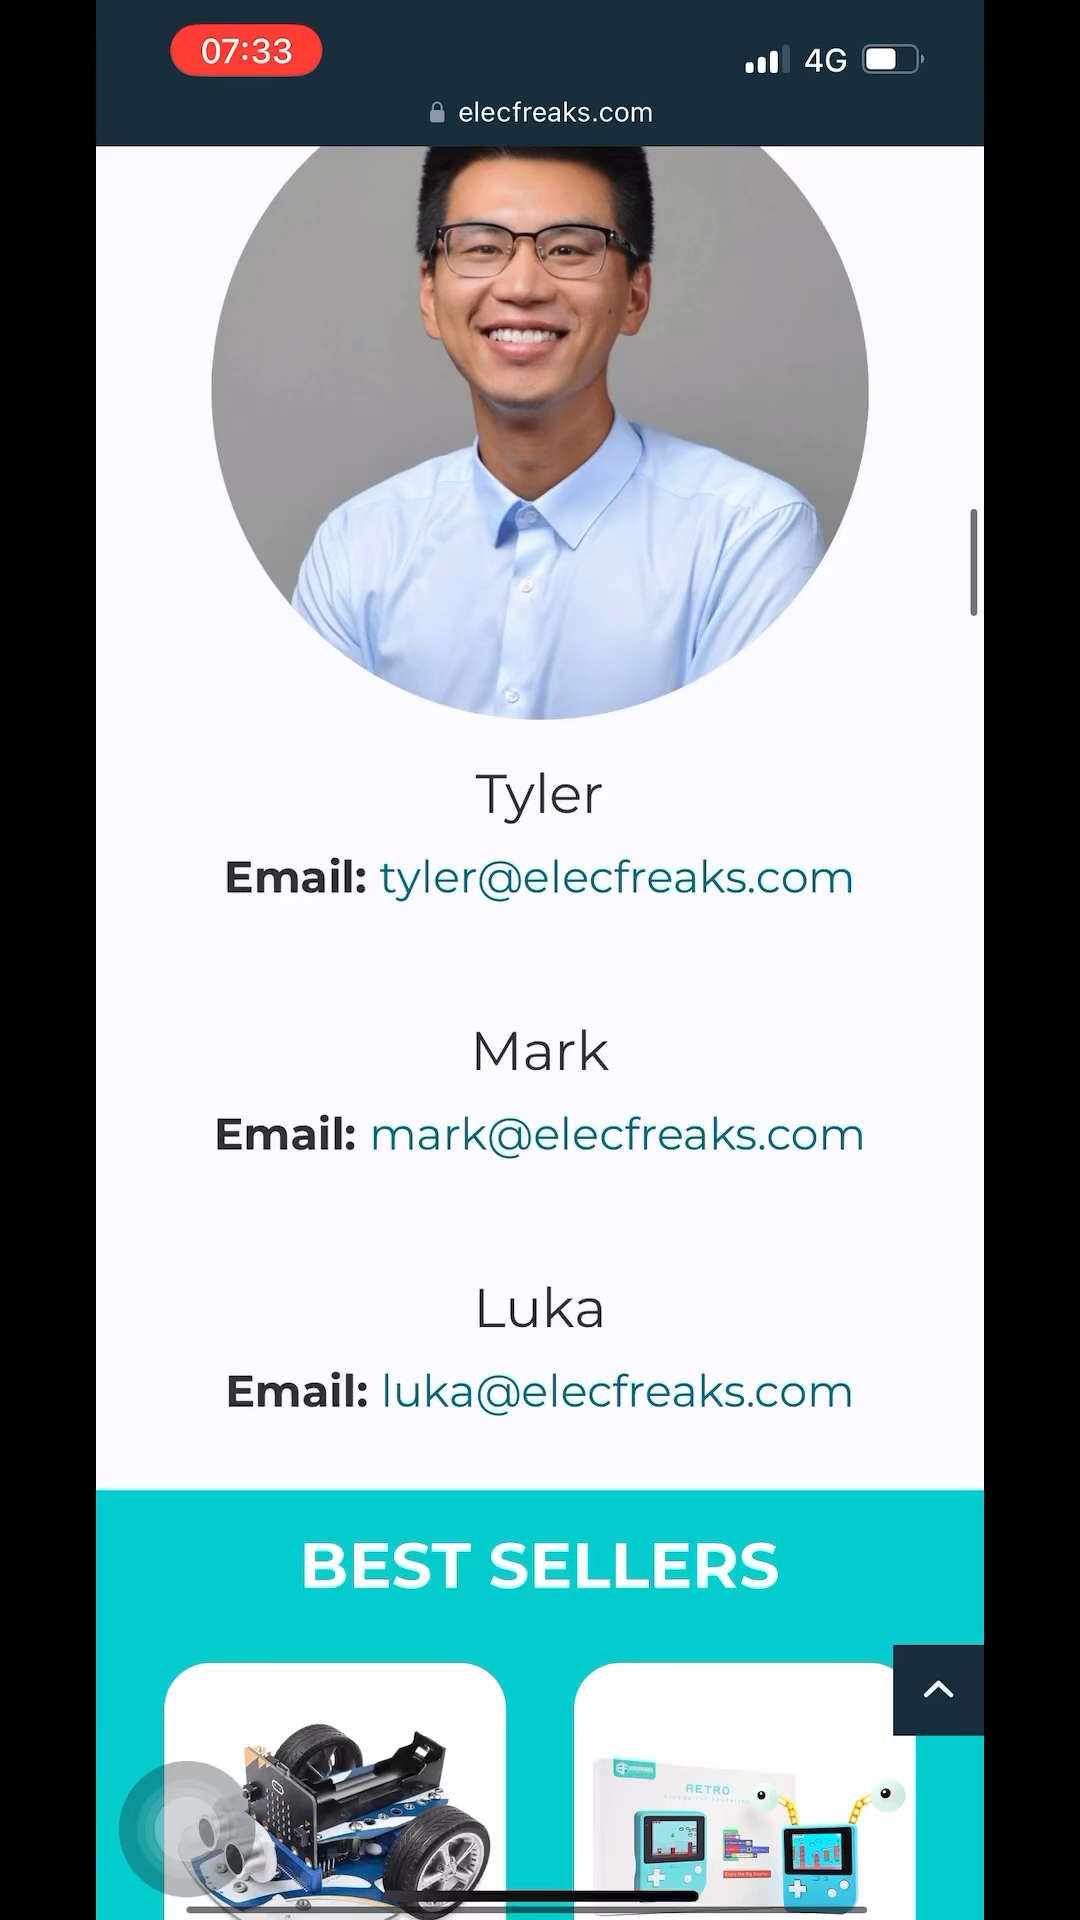 07:33
4G
elecfreaks.com
Tyler
Email: tyler@elecfreaks.com
Mark
Email: mark@elecfreaks.com
Luka
Email: luka@elecfreaks.com
BEST SELLERS
RETRO